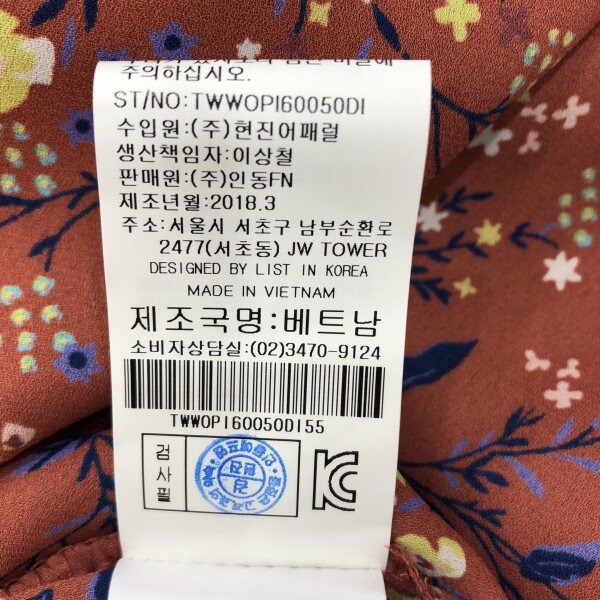 주의하십시오.
ST/NO:TWWOPI60050DI
수입원:(주)현진어패럴
생산책임자:이상철
판매원:(주)인동FN
제조년월:2018.3
주소:서울시 서초구 남부순환로
2477(서초동) JW TOWER
DESIGNED BY LIST IN KOREA
MADE IN VIETNAM
제조국명:베트남
소비자상담실:(02)3470-9124
TWWOPI60050DI55
검사필